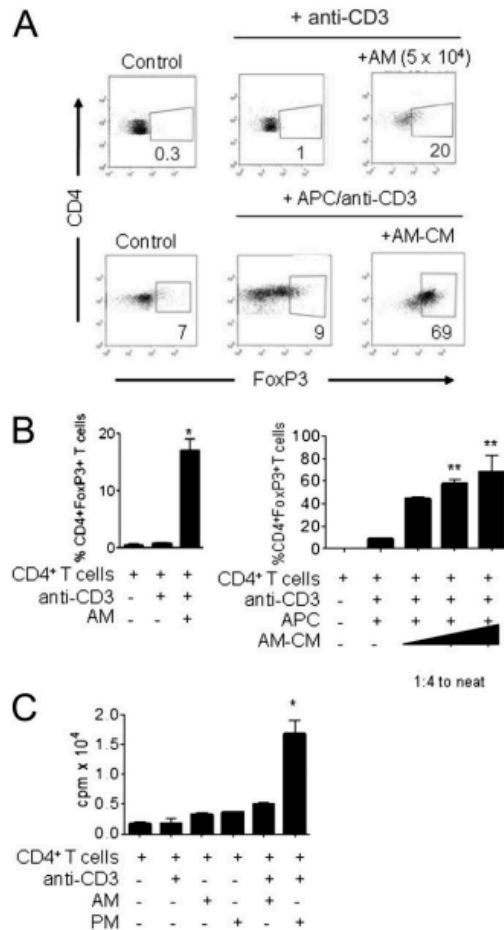 A
+ anti-CD3
Control
+AM (5 x 10⁴)
0.3
1
20
CD4
+ APC/anti-CD3
Control
+AM-CM
7
9
69
FoxP3
B
% CD4+FoxP3+ T cells
20
10
0
*
CD4⁺ T cells + + +
anti-CD3 - + +
AM - - +
%CD4⁺FoxP3⁺T cells
100
80
60
40
20
0
**
**
CD4⁺ T cells + + + + +
anti-CD3 - + + + +
APC - + + + +
AM-CM - -
1:4 to neat
C
cpm x 10⁴
2.0
1.5
1.0
0.5
0.0
*
CD4⁺ T cells + + + + + +
anti-CD3 - + - - + +
AM - - + - + -
PM - - - + - +